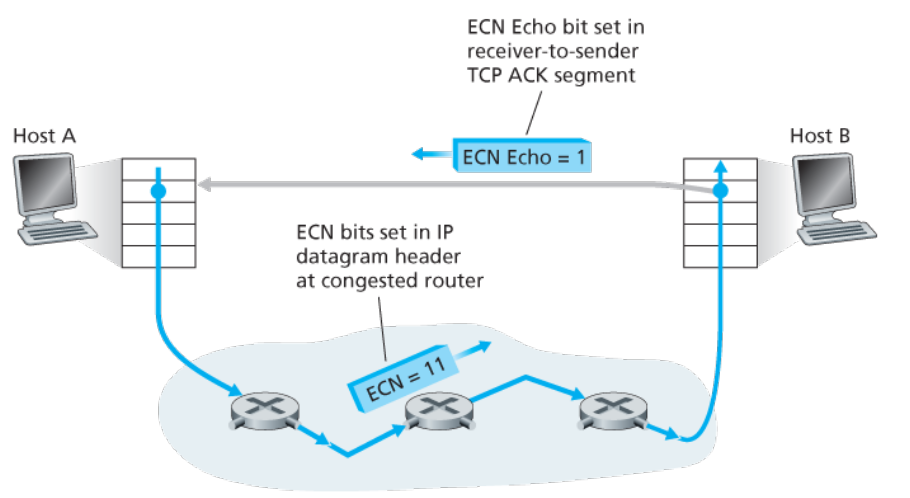 ECN Echo bit set in
receiver-to-sender
TCP ACK segment
Host A
Host B
ECN Echo = 1
ECN bits set in IP
datagram header
at congested router
ECN = 11